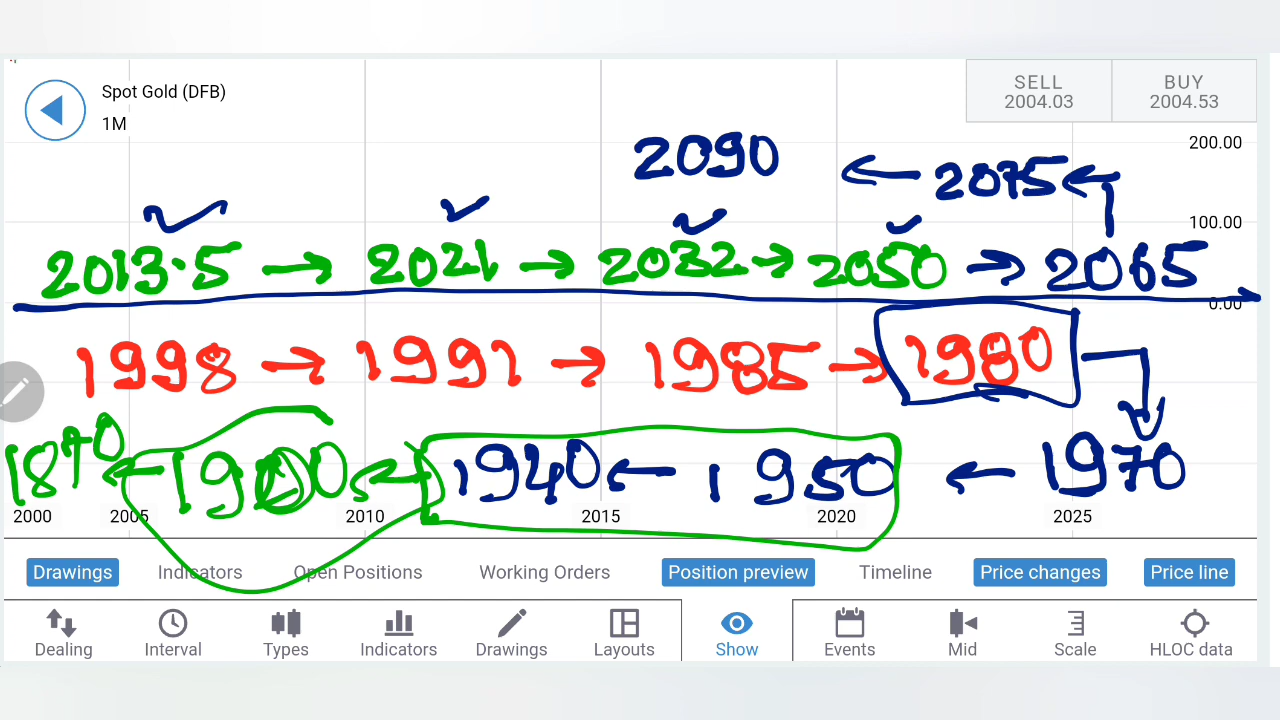 Spot Gold (DFB)
1M
SELL
2004.03
BUY
2004.53
200.00
2090 ← 2075 ←
100.00
2013.5 → 2021 → 2032 → 2050 → 2065
0.00
1998 → 1991 → 1985 → 1980
1870 ← 1900 ← 1940 ← 1950 ← 1970
2000 2005 2010 2015 2020 2025
Drawings Indicators Open Positions Working Orders Position preview Timeline Price changes Price line
Dealing Interval Types Indicators Drawings Layouts Show Events Mid Scale HLOC data